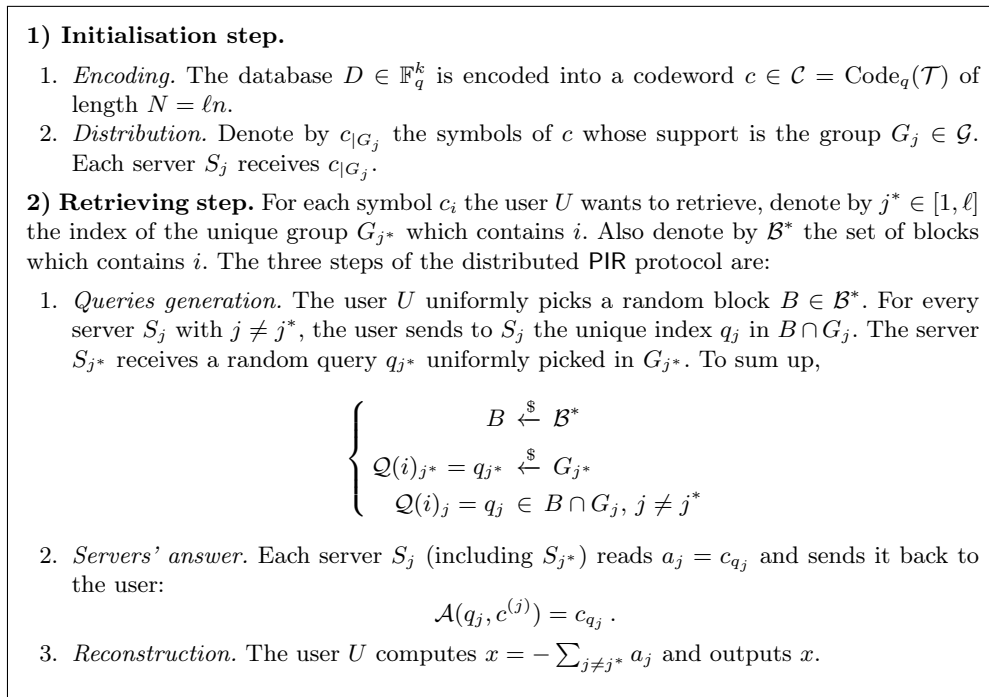 1) Initialisation step.
1. Encoding. The database D ∈ 𝔽_q^k is encoded into a codeword c ∈ 𝒞 = Code_q(𝒯) of
length N = ℓn.
2. Distribution. Denote by c_{|G_j} the symbols of c whose support is the group G_j ∈ 𝒢.
Each server S_j receives c_{|G_j}.
2) Retrieving step. For each symbol c_i the user U wants to retrieve, denote by j* ∈ [1, ℓ]
the index of the unique group G_{j*} which contains i. Also denote by ℬ* the set of blocks
which contains i. The three steps of the distributed PIR protocol are:
1. Queries generation. The user U uniformly picks a random block B ∈ ℬ*. For every
server S_j with j ≠ j*, the user sends to S_j the unique index q_j in B ∩ G_j. The server
S_{j*} receives a random query q_{j*} uniformly picked in G_{j*}. To sum up,
B ←$ ℬ*
𝒬(i)_{j*} = q_{j*} ←$ G_{j*}
𝒬(i)_j = q_j ∈ B ∩ G_j, j ≠ j*
2. Servers' answer. Each server S_j (including S_{j*}) reads a_j = c_{q_j} and sends it back to
the user:
𝒜(q_j, c^{(j)}) = c_{q_j} .
3. Reconstruction. The user U computes x = − ∑_{j≠j*} a_j and outputs x.